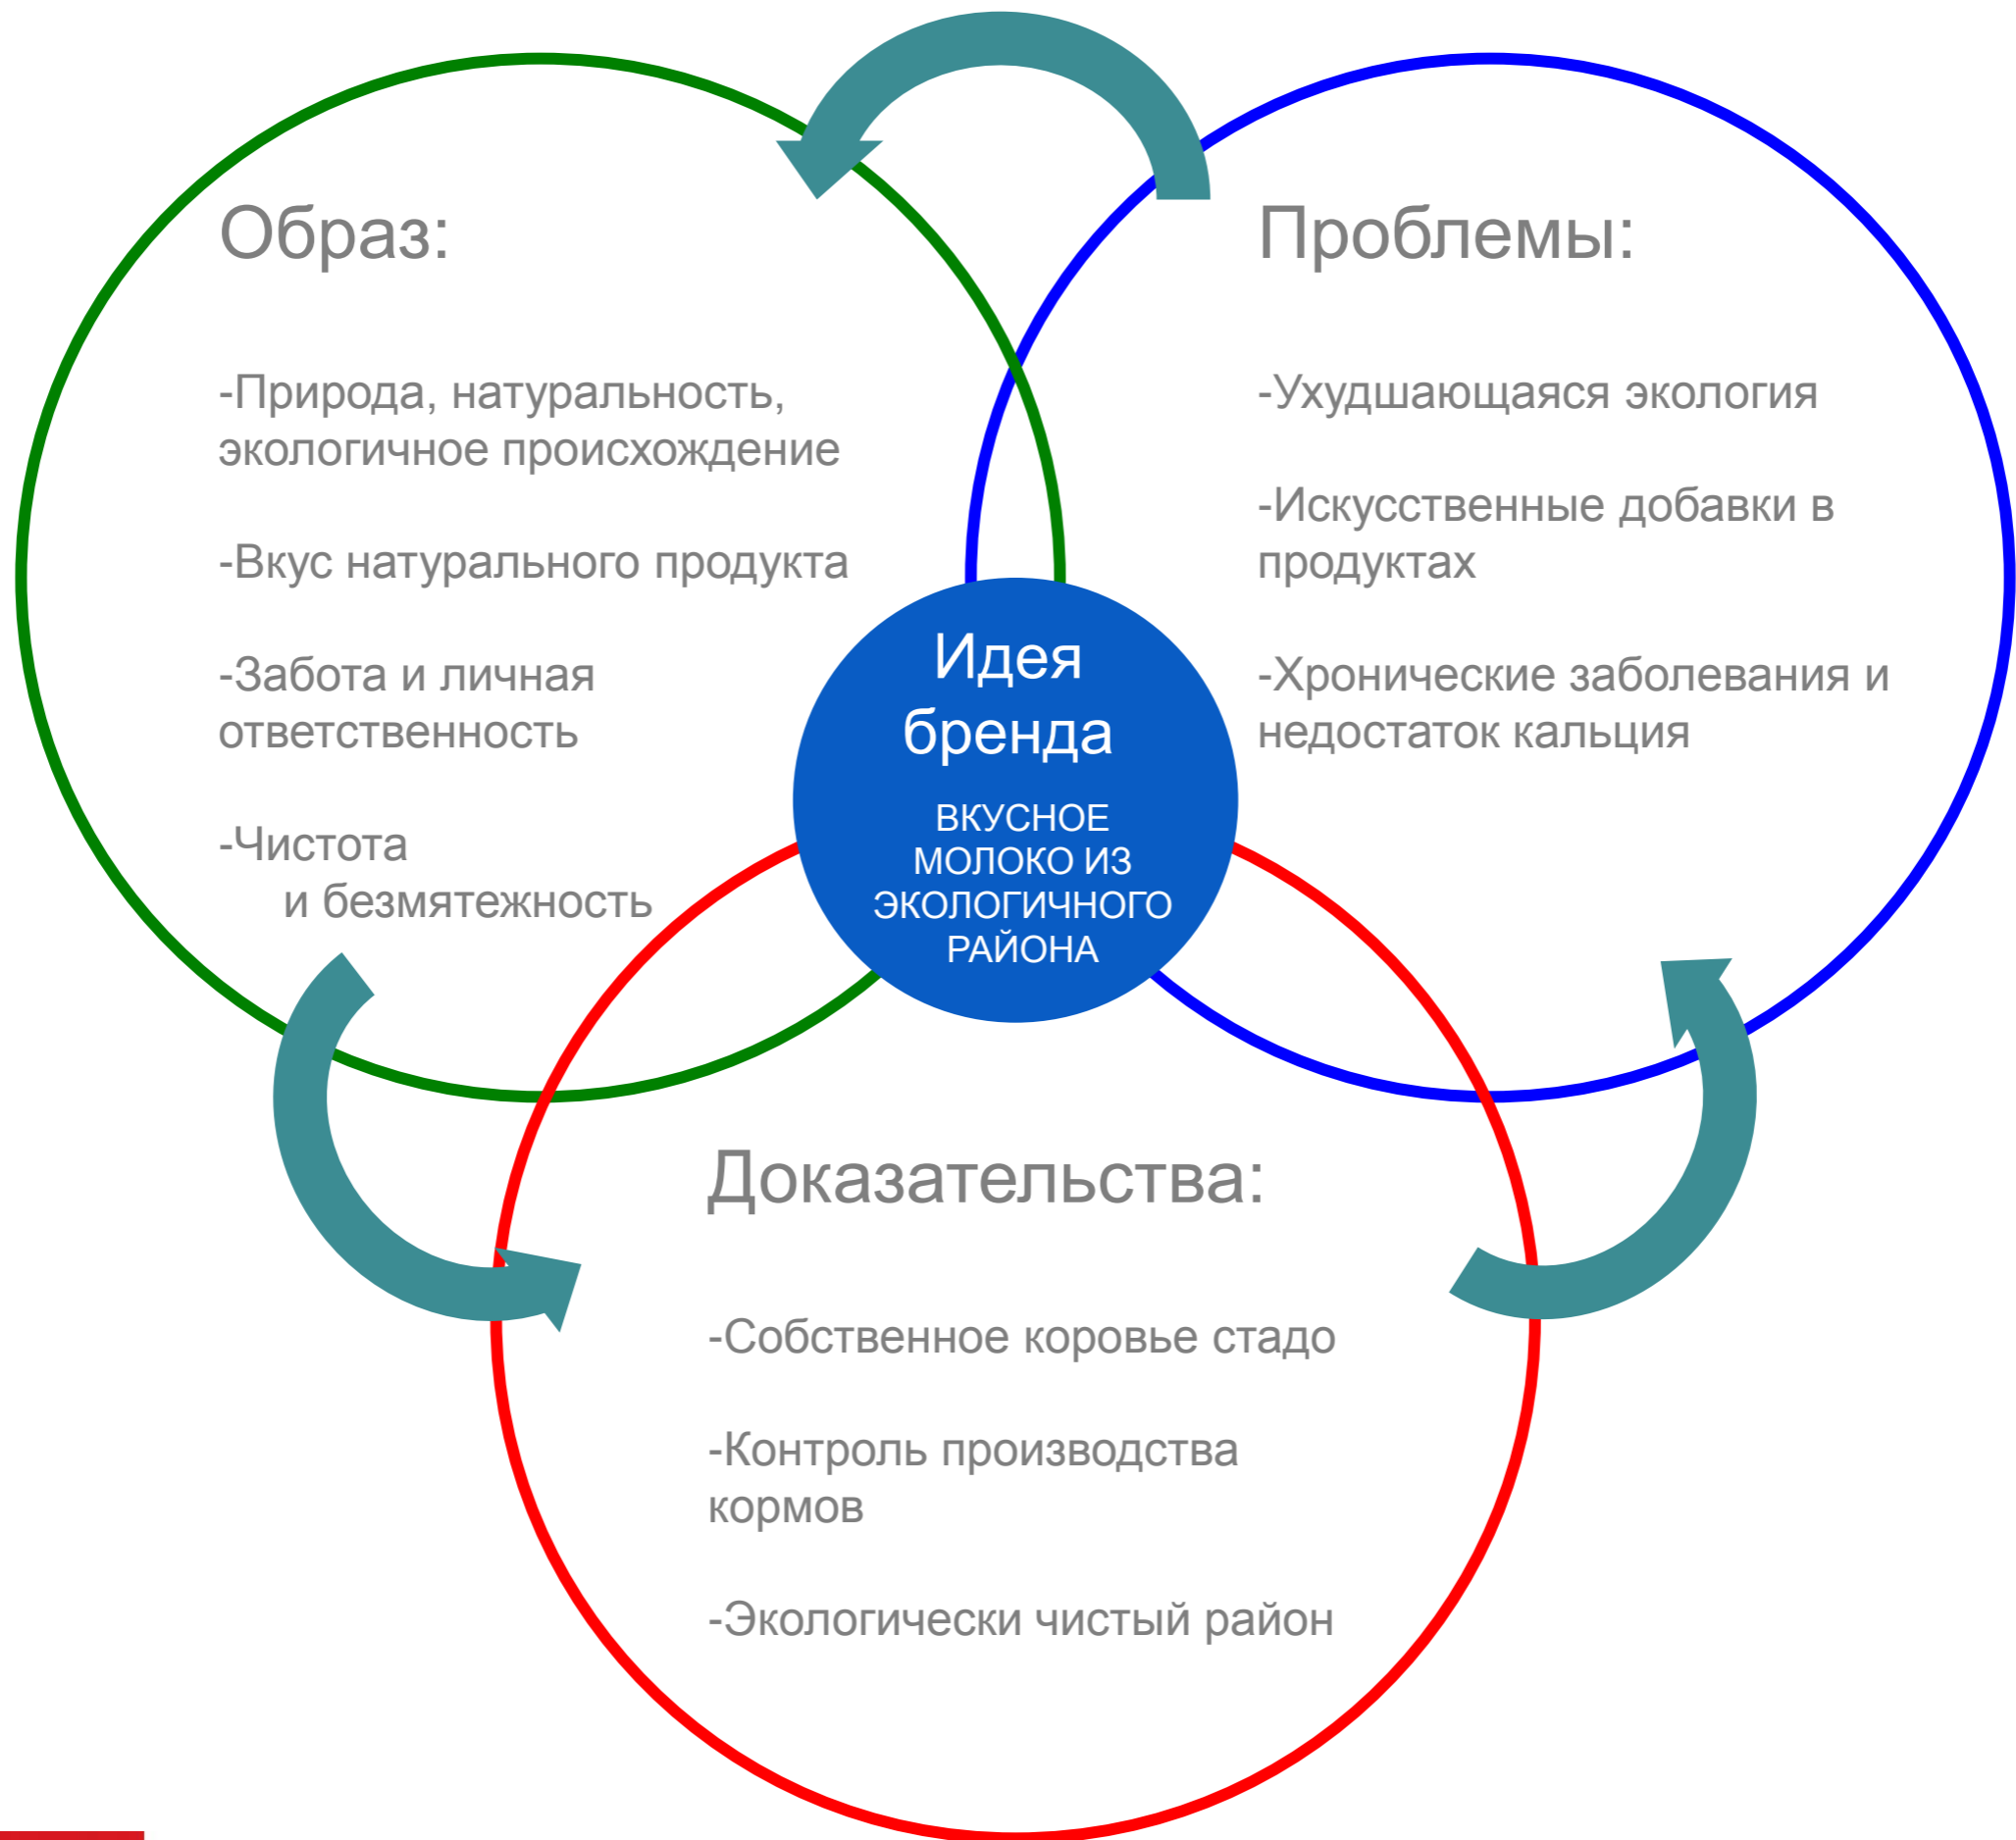 Образ:
-Природа, натуральность,
экологичное происхождение
-Вкус натурального продукта
-Забота и личная
ответственность
-Чистота
и безмятежность
Проблемы:
-Ухудшающаяся экология
-Искусственные добавки в
продуктах
-Хронические заболевания и
недостаток кальция
Идея
бренда
ВКУСНОЕ
МОЛОКО ИЗ
ЭКОЛОГИЧНОГО
РАЙОНА
Доказательства:
-Собственное коровье стадо
-Контроль производства
кормов
-Экологически чистый район